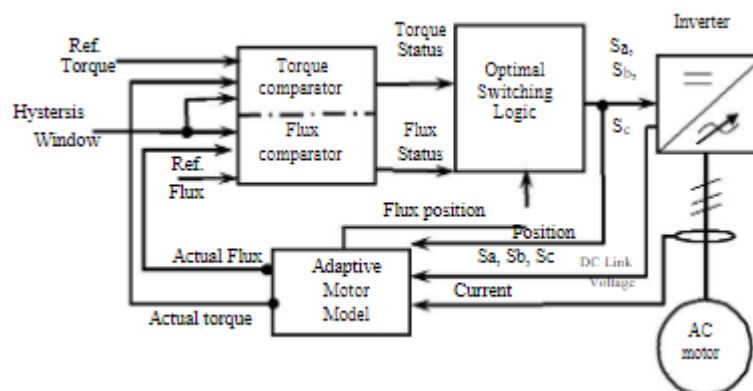 Inverter
Ref.
Torque
Torque
Status
Sa,
Sb,
Sc
Torque
comparator
Optimal
Switching
Logic
Hystersis
Window
Flux
comparator
Flux
Status
Ref.
Flux
Flux position
Position
Sa, Sb, Sc
DC Link
Voltage
Actual Flux
Adaptive
Motor
Model
Current
Actual torque
AC
motor